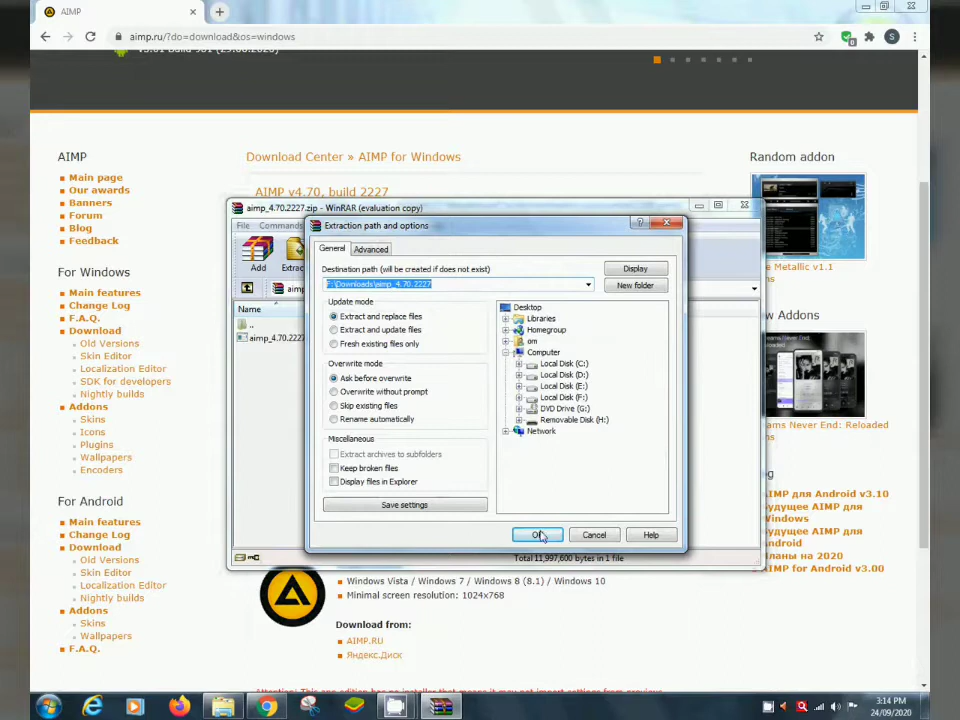 AIMP
aimp.ru/?do=download&os=windows
S
0
Download Center » AIMP for Windows
AIMP v4.70, build 2227
AIMP
Main page
Our awards
Banners
Forum
Blog
Feedback
For Windows
Main features
Change Log
F.A.Q.
Download
Old Versions
Skin Editor
Localization Editor
SDK for developers
Nightly builds
Addons
Skins
Icons
Plugins
Wallpapers
Encoders
For Android
Main features
Change Log
Download
Old Versions
Skin Editor
Localization Editor
Nightly builds
Addons
Skins
Wallpapers
F.A.Q.
aimp_4.70.2227.zip - WinRAR (evaluation copy)
File Commands
Add
Name
..
aimp_4.70.2227
Total 11,997,600 bytes in 1 file
Extraction path and options
General
Advanced
Destination path (will be created if does not exist)
F:\Downloads\aimp_4.70.2227
Display
New folder
Update mode
Extract and replace files
Extract and update files
Fresh existing files only
Overwrite mode
Ask before overwrite
Overwrite without prompt
Skip existing files
Rename automatically
Miscellaneous
Extract archives to subfolders
Keep broken files
Display files in Explorer
Save settings
Desktop
Libraries
Homegroup
om
Computer
Local Disk (C:)
Local Disk (D:)
Local Disk (E:)
Local Disk (F:)
DVD Drive (G:)
Removable Disk (H:)
Network
Cancel
Help
Random addon
Metallic v1.1
Addons
Never End: Reloaded
AIMP для Android v3.10
AIMP для
Windows
AIMP для
Android
на 2020
AIMP for Android v3.00
Windows Vista / Windows 7 / Windows 8 (8.1) / Windows 10
Minimal screen resolution: 1024x768
Download from:
AIMP.RU
Яндекс.Диск
3:14 PM
24/09/2020